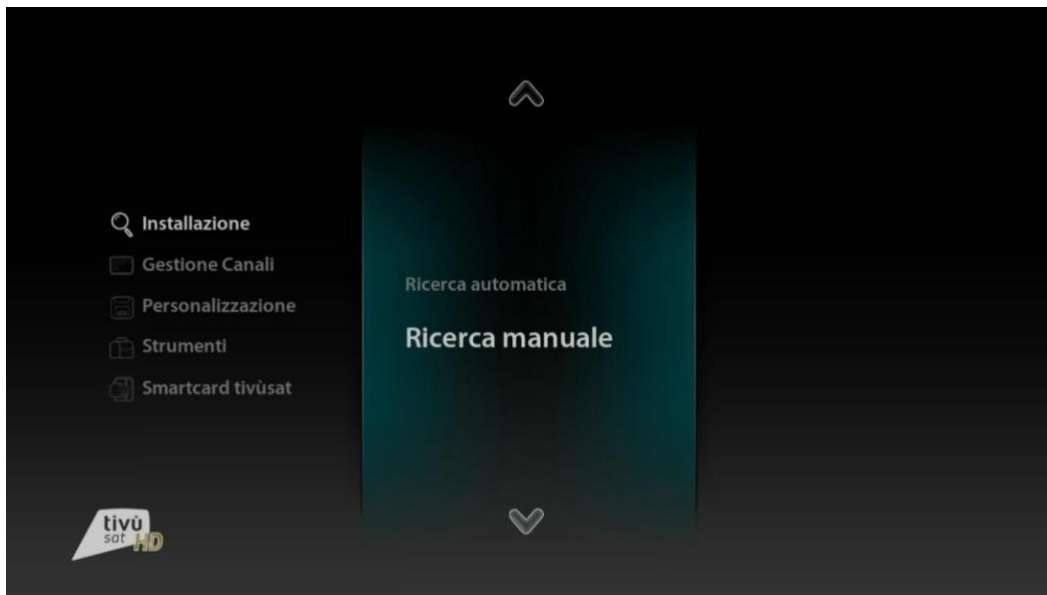 Installazione
Gestione Canali
Personalizzazione
Strumenti
Smartcard tivùsat
Ricerca automatica
Ricerca manuale
tivù
sat HD